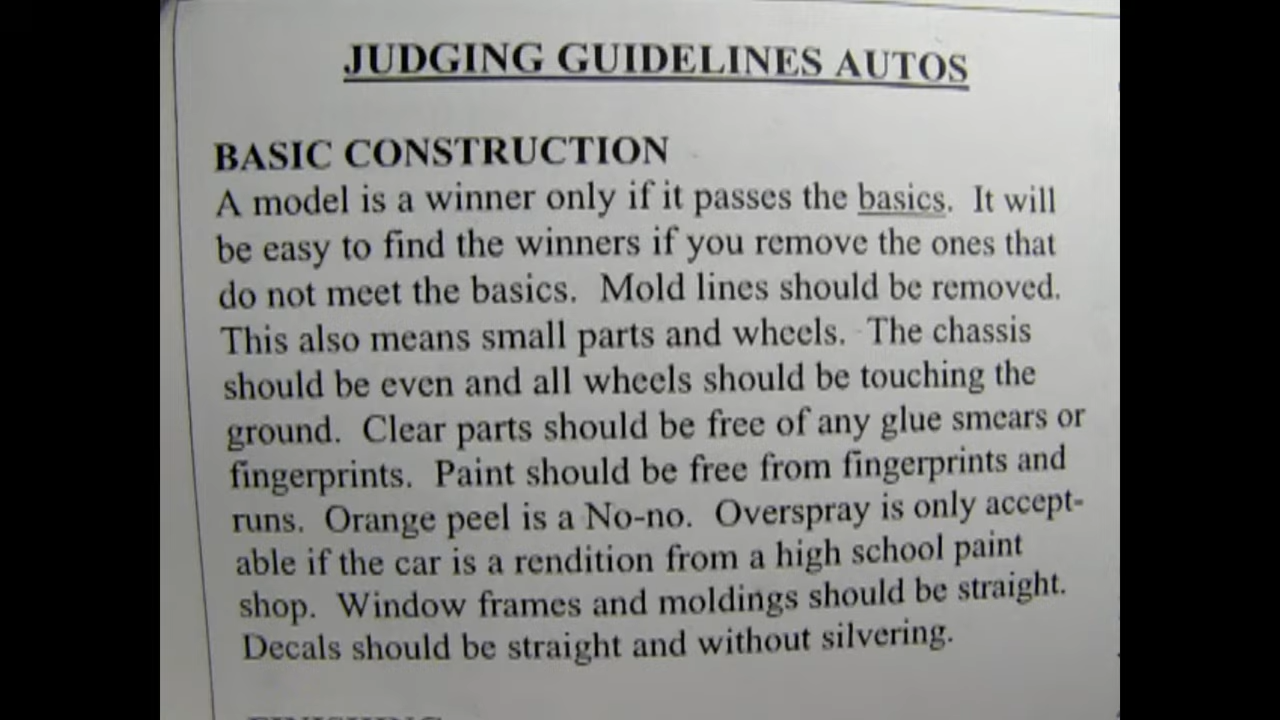 JUDGING GUIDELINES AUTOS
BASIC CONSTRUCTION
A model is a winner only if it passes the basics. It will
be easy to find the winners if you remove the ones that
do not meet the basics. Mold lines should be removed.
This also means small parts and wheels. The chassis
should be even and all wheels should be touching the
ground. Clear parts should be free of any glue smears or
fingerprints. Paint should be free from fingerprints and
runs. Orange peel is a No-no. Overspray is only accept-
able if the car is a rendition from a high school paint
shop. Window frames and moldings should be straight.
Decals should be straight and without silvering.